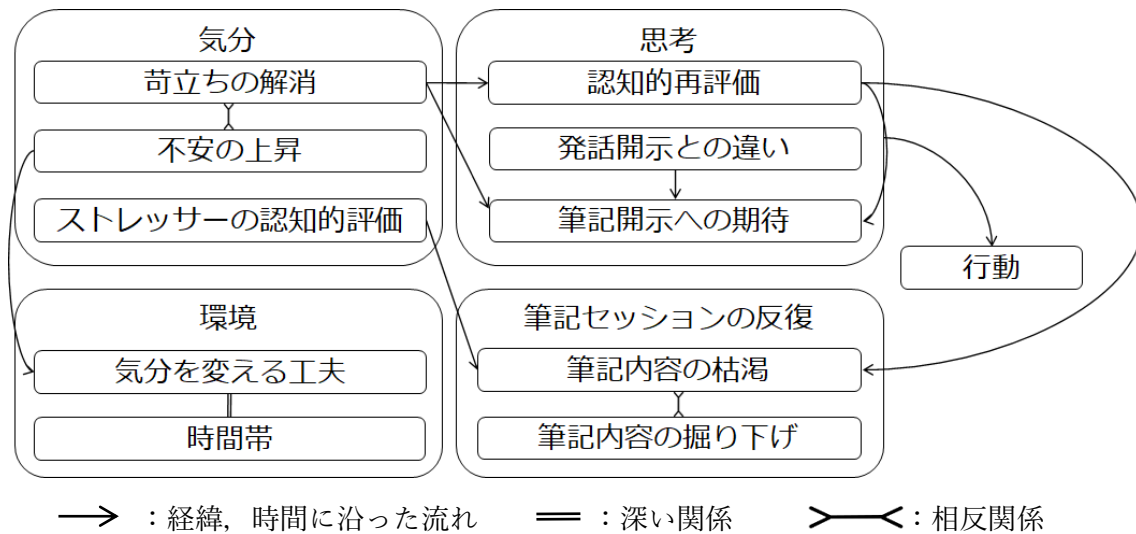 気分
苛立ちの解消
不安の上昇
ストレッサーの認知的評価
思考
認知的再評価
発話開示との違い
筆記開示への期待
行動
環境
気分を変える工夫
時間帯
筆記セッションの反復
筆記内容の枯渇
筆記内容の掘り下げ
：経緯，時間に沿った流れ
：深い関係
：相反関係